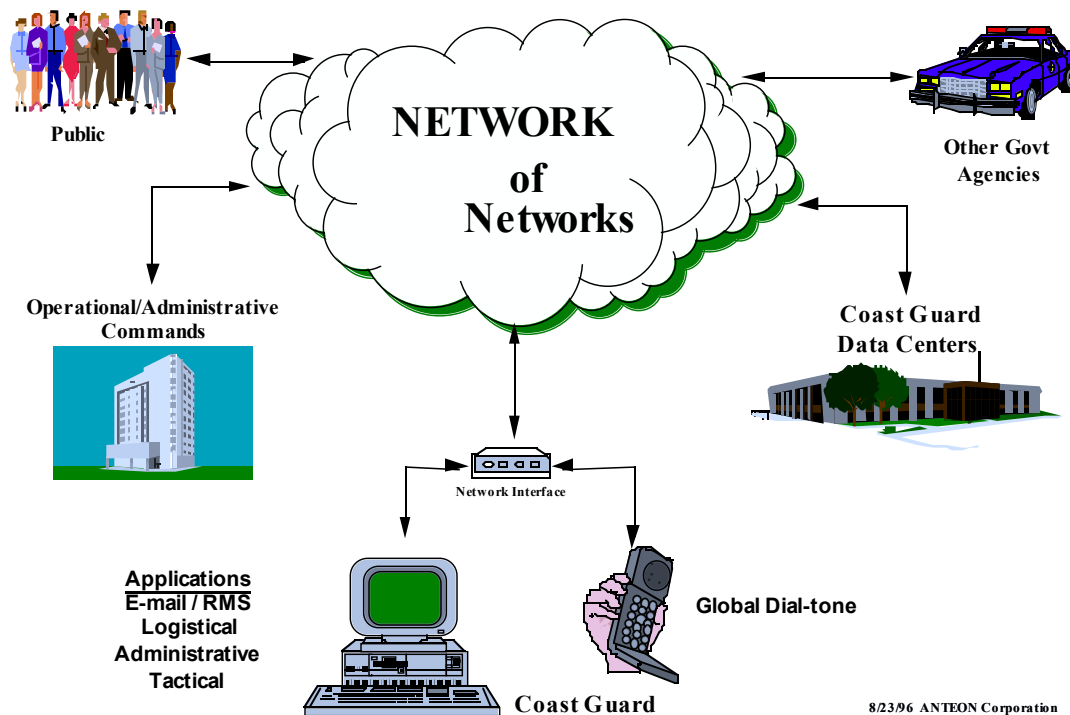 NETWORK
of
Networks
Public
Other Govt
Agencies
Operational/Administrative
Commands
Coast Guard
Data Centers
Network Interface
Applications
E-mail / RMS
Logistical
Administrative
Tactical
Global Dial-tone
Coast Guard
8/23/96 ANTEON Corporation